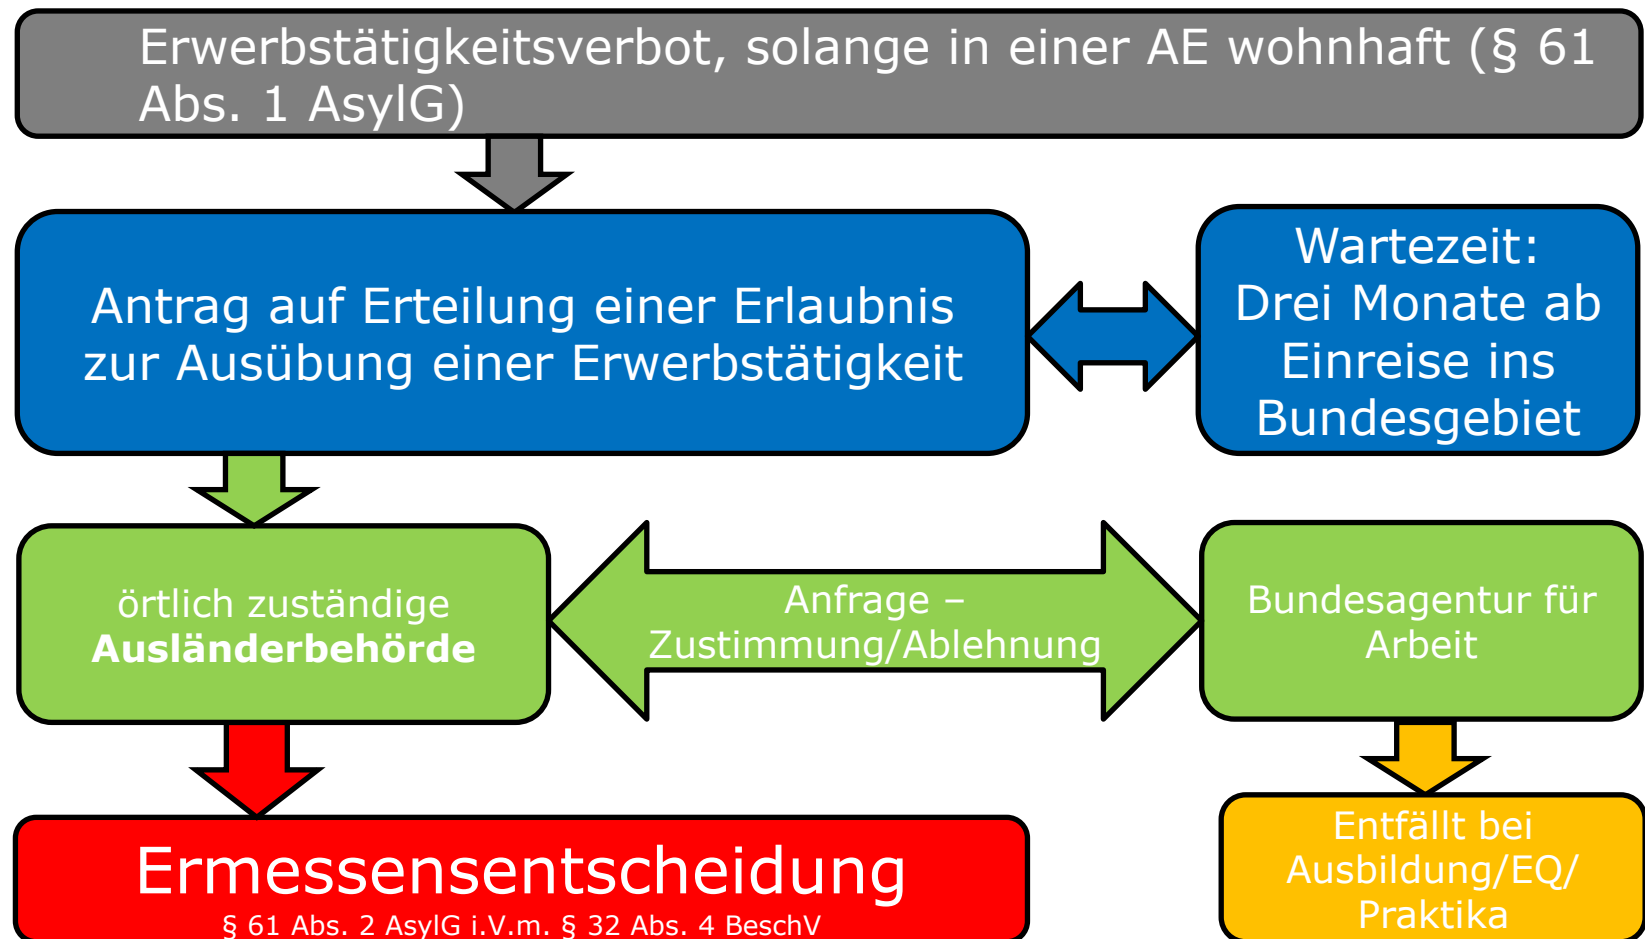 Erwerbstätigkeitsverbot, solange in einer AE wohnhaft (§ 61
Abs. 1 AsylG)
Antrag auf Erteilung einer Erlaubnis
zur Ausübung einer Erwerbstätigkeit
Wartezeit:
Drei Monate ab
Einreise ins
Bundesgebiet
örtlich zuständige
Ausländerbehörde
Anfrage –
Zustimmung/Ablehnung
Bundesagentur für
Arbeit
Ermessensentscheidung
§ 61 Abs. 2 AsylG i.V.m. § 32 Abs. 4 BeschV
Entfällt bei
Ausbildung/EQ/
Praktika